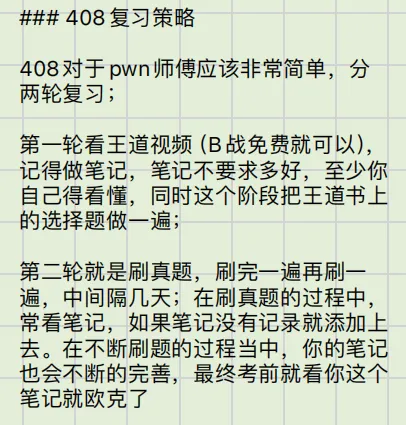 ### 408复习策略
408对于pwn师傅应该非常简单，分
两轮复习；
第一轮看王道视频（B战免费就可以），
记得做笔记，笔记不要求多好，至少你
自己得看懂，同时这个阶段把王道书上
的选择题做一遍；
第二轮就是刷真题，刷完一遍再刷一
遍，中间隔几天；在刷真题的过程中，
常看笔记，如果笔记没有记录就添加上
去。在不断刷题的过程当中，你的笔记
也会不断的完善，最终考前就看你这个
笔记就欧克了